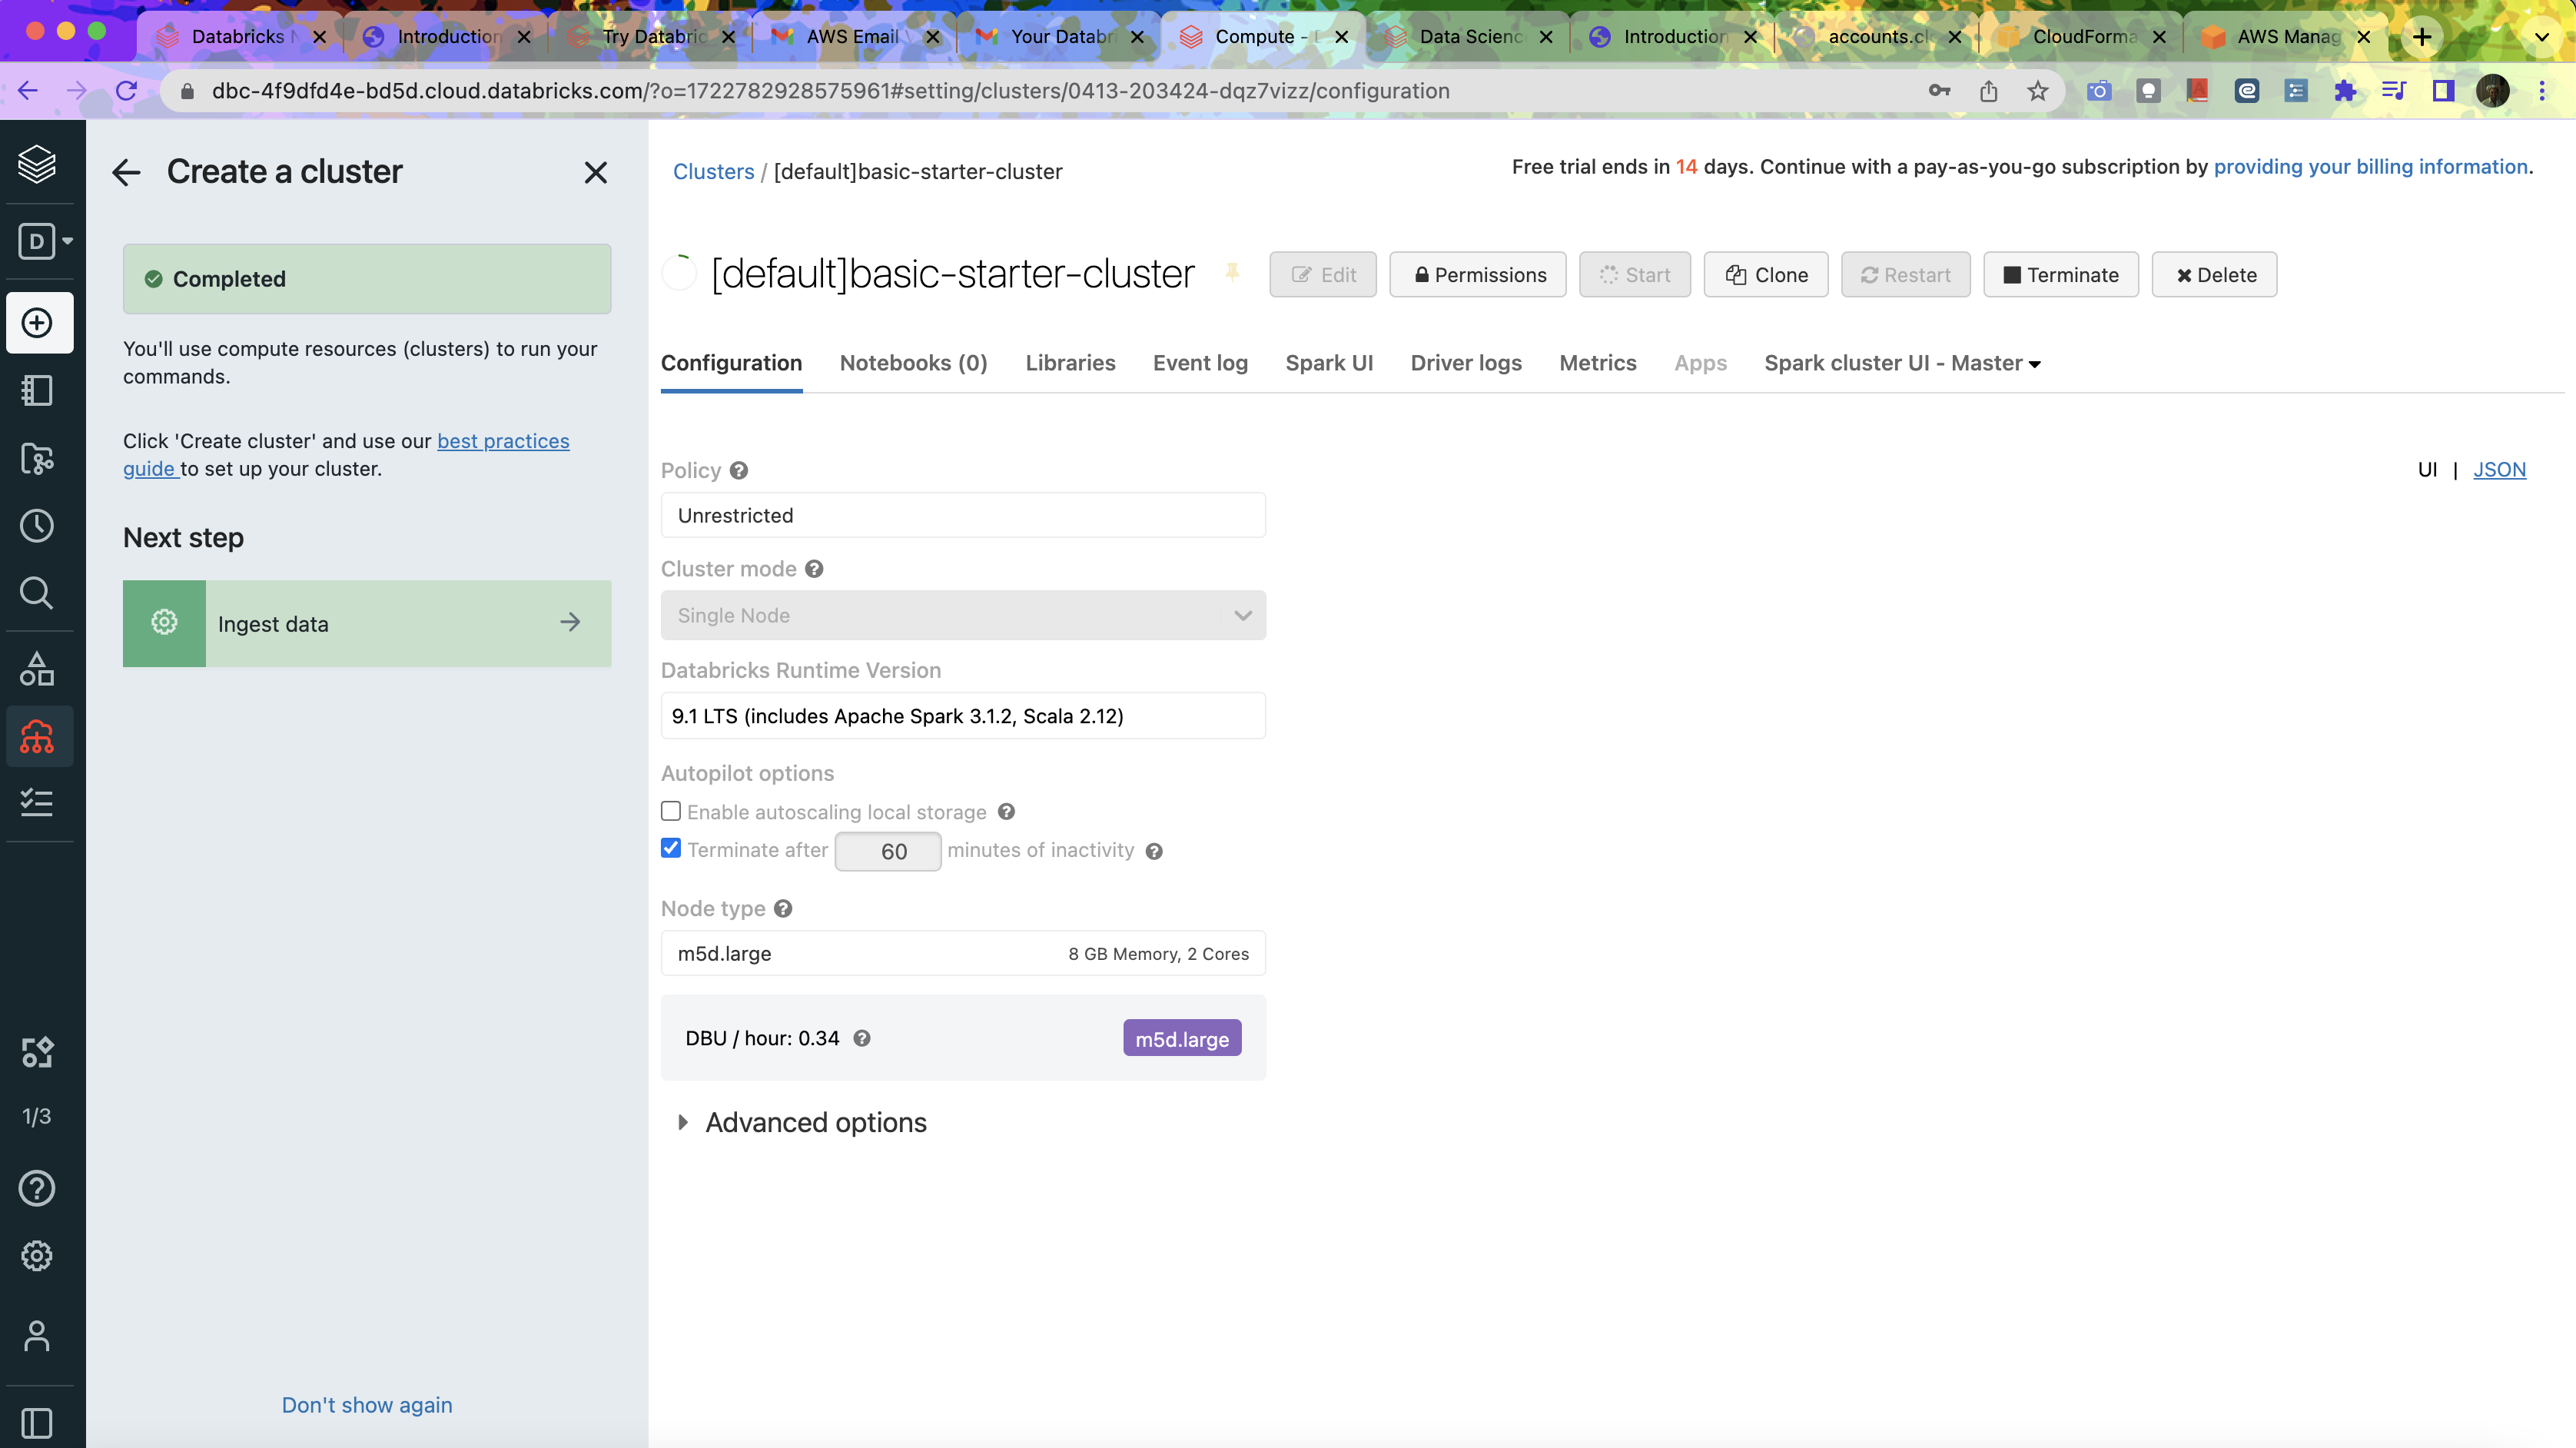 Databricks
Introduction
Try Databric
AWS Email
Your Databri
Compute -
Data Scienc
Introduction
accounts.cl
CloudForma
AWS Manag
dbc-4f9dfd4e-bd5d.cloud.databricks.com/?o=1722782928575961#setting/clusters/0413-203424-dqz7vizz/configuration
D
1/3
Create a cluster
Completed
You'll use compute resources (clusters) to run your
commands.
Click 'Create cluster' and use our best practices
guide to set up your cluster.
Next step
Ingest data
Don't show again
Clusters / [default]basic-starter-cluster
Free trial ends in 14 days. Continue with a pay-as-you-go subscription by providing your billing information.
[default]basic-starter-cluster
Edit
Permissions
Start
Clone
Restart
Terminate
Delete
Configuration
Notebooks (0)
Libraries
Event log
Spark UI
Driver logs
Metrics
Apps
Spark cluster UI - Master
UI | JSON
Policy
Unrestricted
Cluster mode
Single Node
Databricks Runtime Version
9.1 LTS (includes Apache Spark 3.1.2, Scala 2.12)
Autopilot options
Enable autoscaling local storage
Terminate after 60 minutes of inactivity
Node type
m5d.large 8 GB Memory, 2 Cores
DBU / hour: 0.34 m5d.large
Advanced options